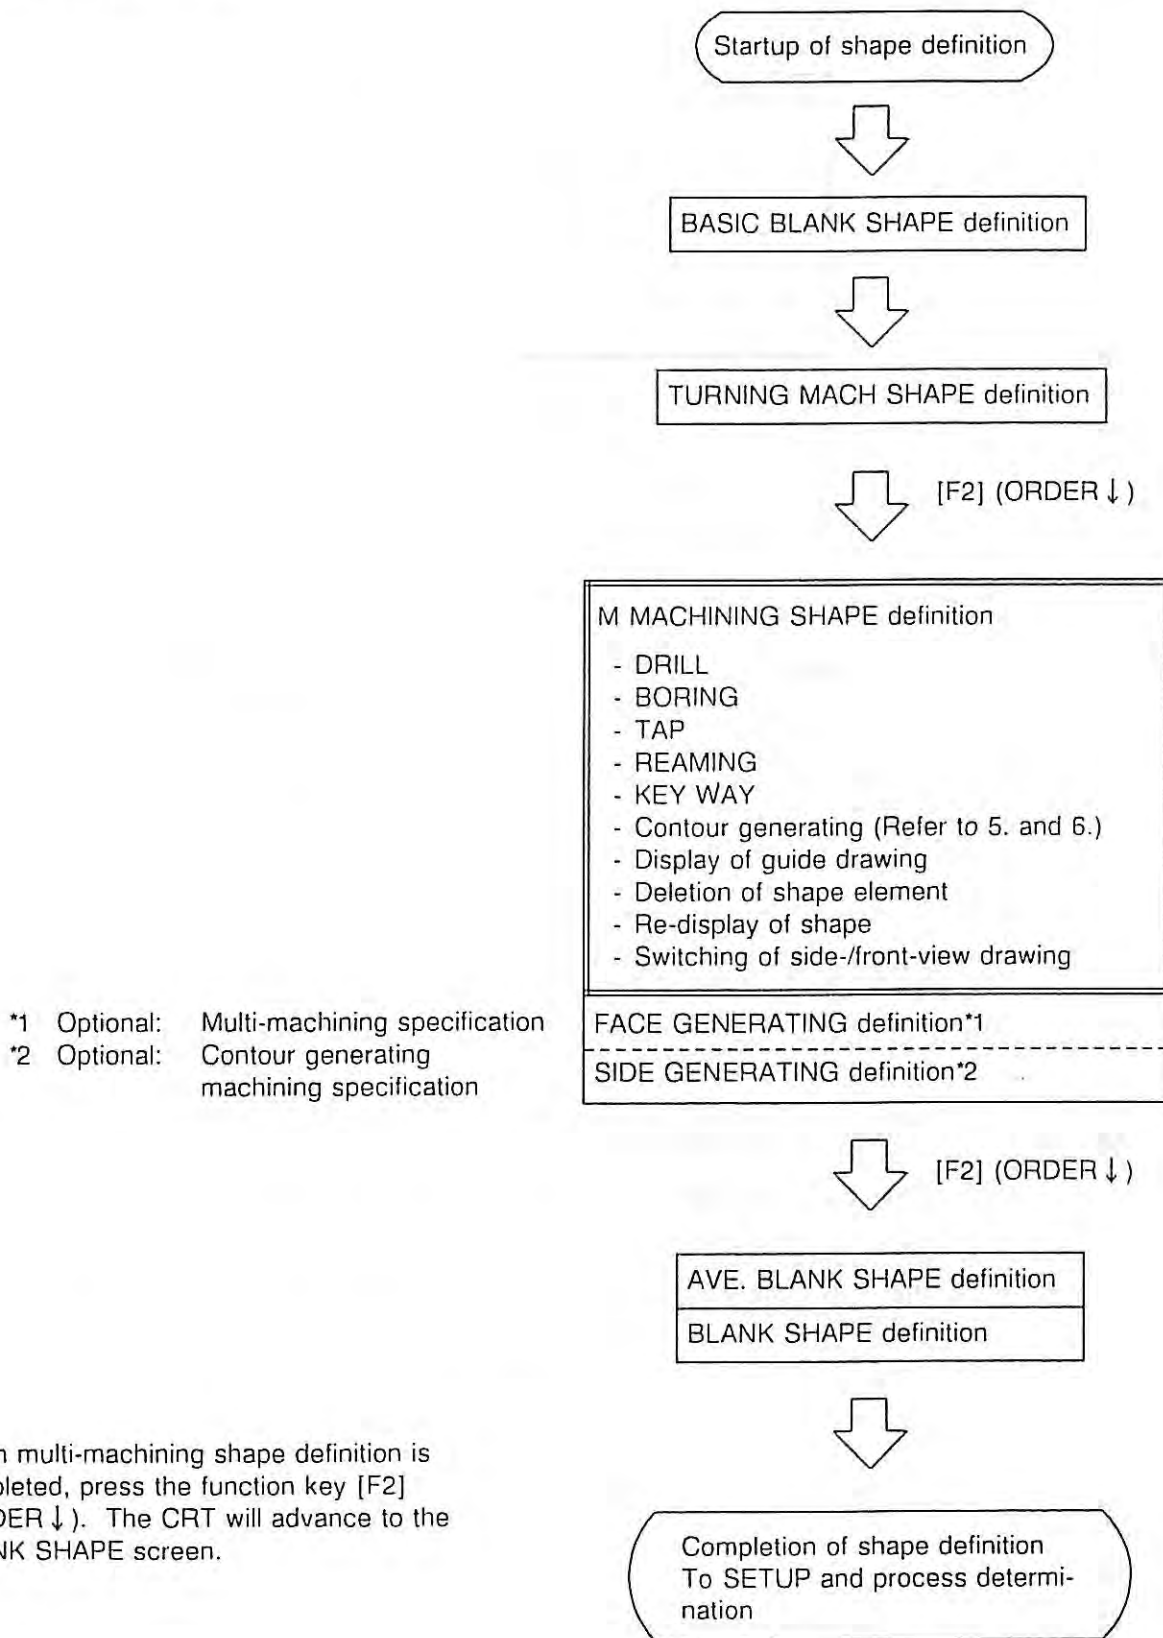 Startup of shape definition
BASIC BLANK SHAPE definition
TURNING MACH SHAPE definition
[F2] (ORDER ↓ )
M MACHINING SHAPE definition
- DRILL
- BORING
- TAP
- REAMING
- KEY WAY
- Contour generating (Refer to 5. and 6.)
- Display of guide drawing
- Deletion of shape element
- Re-display of shape
- Switching of side-/front-view drawing
*1 Optional: Multi-machining specification
*2 Optional: Contour generating
machining specification
FACE GENERATING definition*1
SIDE GENERATING definition*2
[F2] (ORDER ↓ )
AVE. BLANK SHAPE definition
BLANK SHAPE definition
multi-machining shape definition is
press the function key [F2]
↓ ). The CRT will advance to the
SHAPE screen.
Completion of shape definition
To SETUP and process determi-
nation